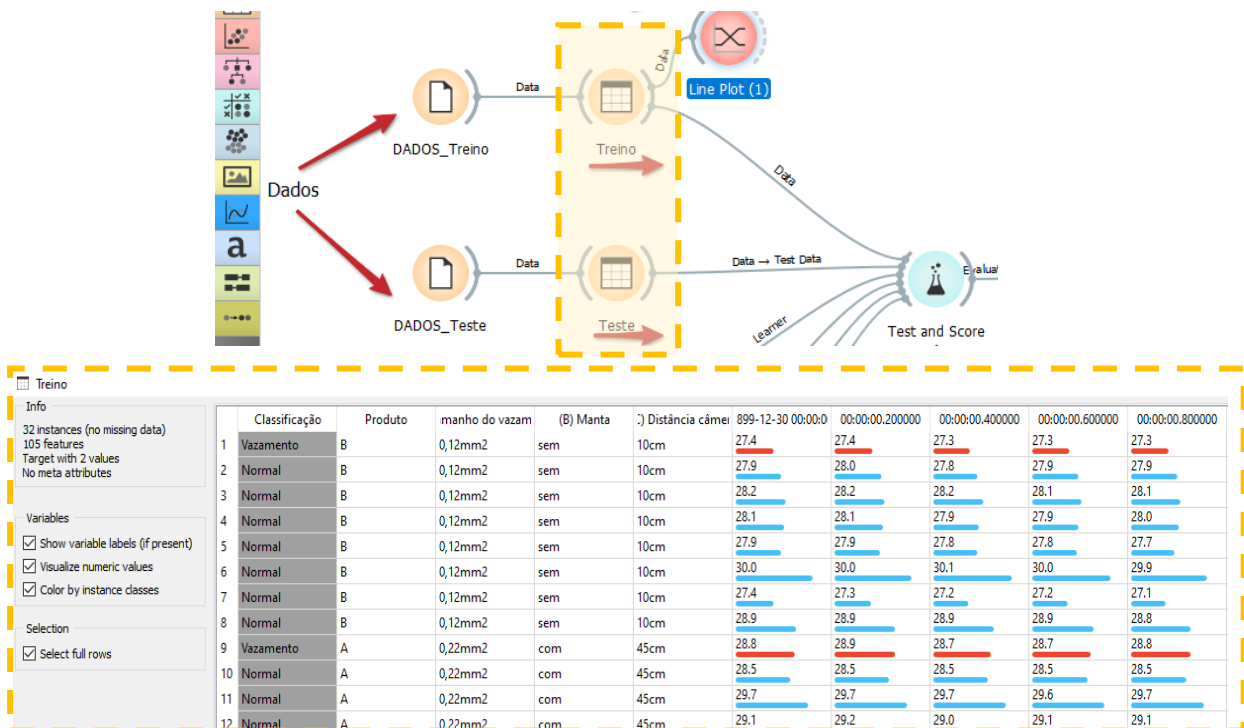 Data
Data
Line Plot (1)
DADOS_Treino
Treino
Data
Dados
a
Data
Data → Test Data
Evaluat
DADOS_Teste
Teste
Learner
Test and Score
Treino
Info
32 instances (no missing data)
105 features
Target with 2 values
No meta attributes
Variables
Show variable labels (if present)
Visualize numeric values
Color by instance classes
Selection
Select full rows
Classificação Produto manho do vazam (B) Manta :) Distância câmei 899-12-30 00:00:0 00:00:00.200000 00:00:00.400000 00:00:00.600000 00:00:00.800000
1 Vazamento B 0,12mm2 sem 10cm 27.4 27.4 27.3 27.3 27.3
2 Normal B 0,12mm2 sem 10cm 27.9 28.0 27.8 27.9 27.9
3 Normal B 0,12mm2 sem 10cm 28.2 28.2 28.2 28.1 28.1
4 Normal B 0,12mm2 sem 10cm 28.1 28.1 27.9 27.9 28.0
5 Normal B 0,12mm2 sem 10cm 27.9 27.9 27.8 27.8 27.7
6 Normal B 0,12mm2 sem 10cm 30.0 30.0 30.1 30.0 29.9
7 Normal B 0,12mm2 sem 10cm 27.4 27.3 27.2 27.2 27.1
8 Normal B 0,12mm2 sem 10cm 28.9 28.9 28.9 28.9 28.8
9 Vazamento A 0,22mm2 com 45cm 28.8 28.9 28.7 28.7 28.8
10 Normal A 0,22mm2 com 45cm 28.5 28.5 28.5 28.5 28.5
11 Normal A 0,22mm2 com 45cm 29.7 29.7 29.7 29.6 29.7
12 Normal A 0,22mm2 com 45cm 29.1 29.2 29.0 29.1 29.1